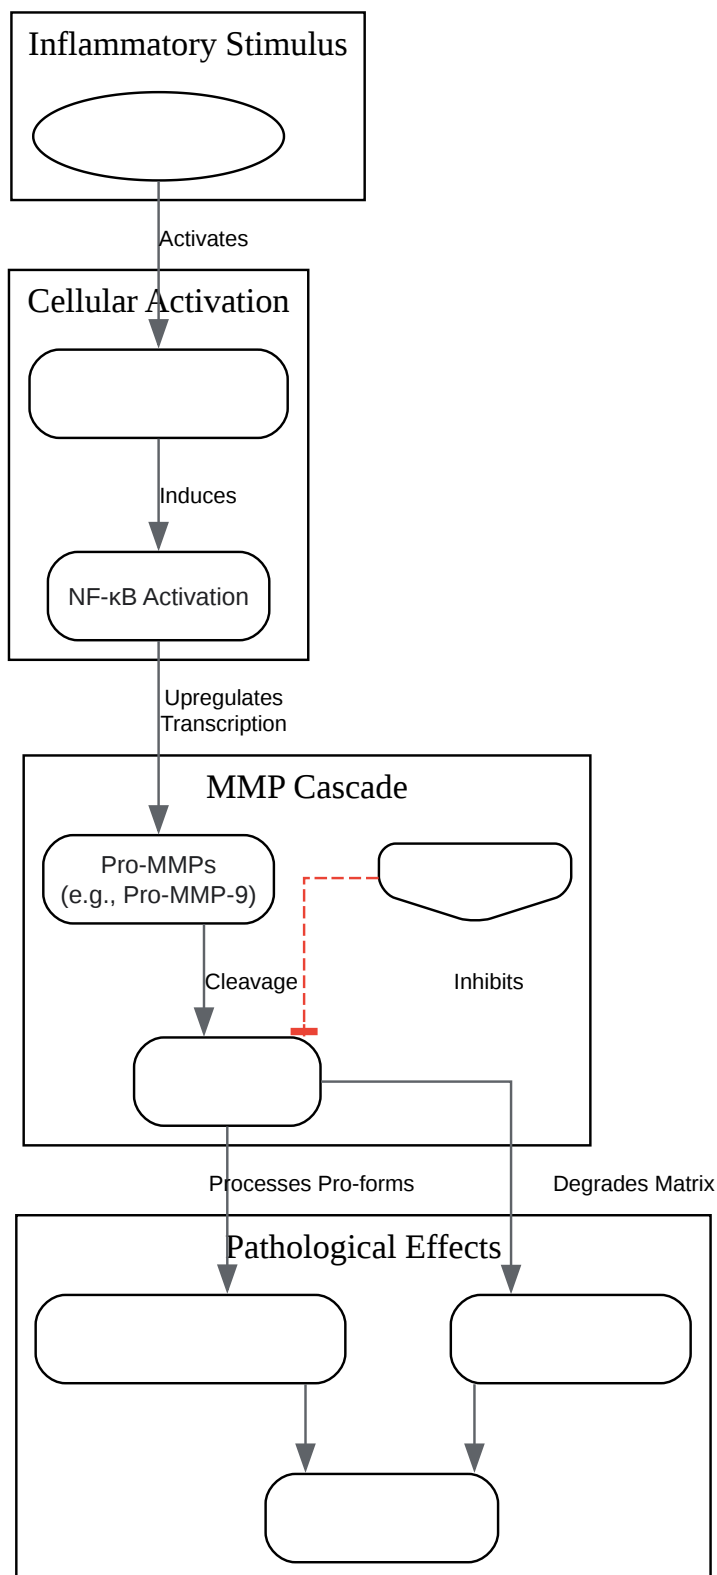 Inflammatory Stimulus
Activates
Cellular Activation
Induces
NF-κB Activation
Upregulates
Transcription
MMP Cascade
Pro-MMPs
(e.g., Pro-MMP-9)
Cleavage
Inhibits
Processes Pro-forms
Degrades Matrix
Pathological Effects